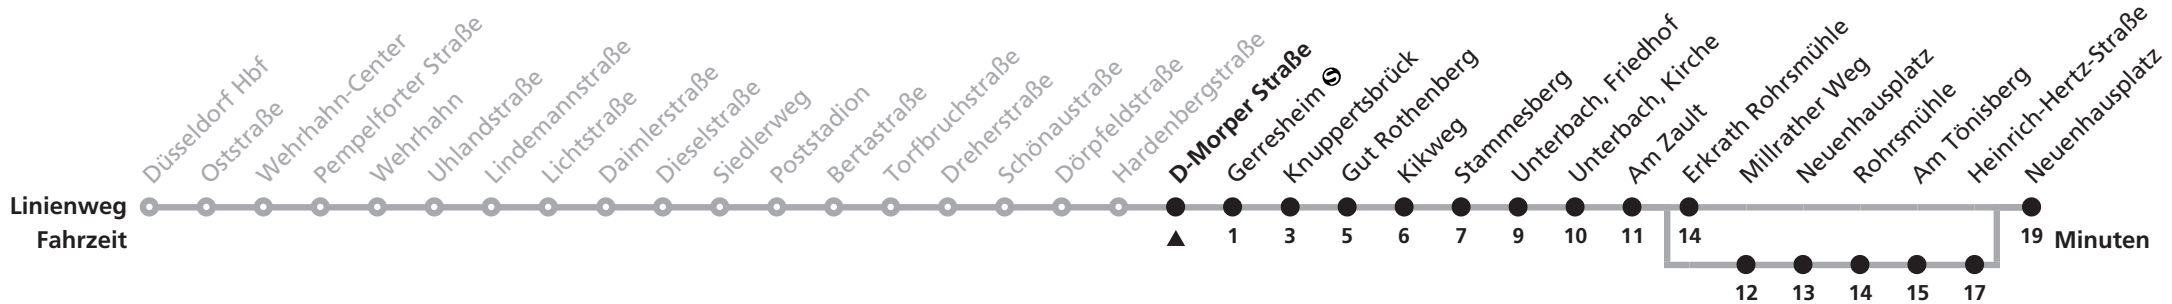 Düsseldorf Hbf
Oststraße
Wehrhahn-Center
Pempelforter Straße
Wehrhahn
Uhlandstraße
Lindemannstraße
Lichtstraße
Daimlerstraße
Dieselstraße
Siedlerweg
Poststadion
Bertastraße
Torfbruchstraße
Dreherstraße
Schönaustraße
Dörpfeldstraße
Hardenbergstraße
D-Morper Straße
Gerresheim S
Knuppertsbrück
Gut Rothenberg
Kikweg
Stammesberg
Unterbach, Friedhof
Unterbach, Kirche
Am Zault
Erkrath Rohrsmühle
Millrather Weg
Neuenhausplatz
Rohrsmühle
Am Tönisberg
Heinrich-Hertz-Straße
Neuenhausplatz
Linienweg
Fahrzeit 1 3 5 6 7 9 10 11 14 19 Minuten
12 13 14 15 17